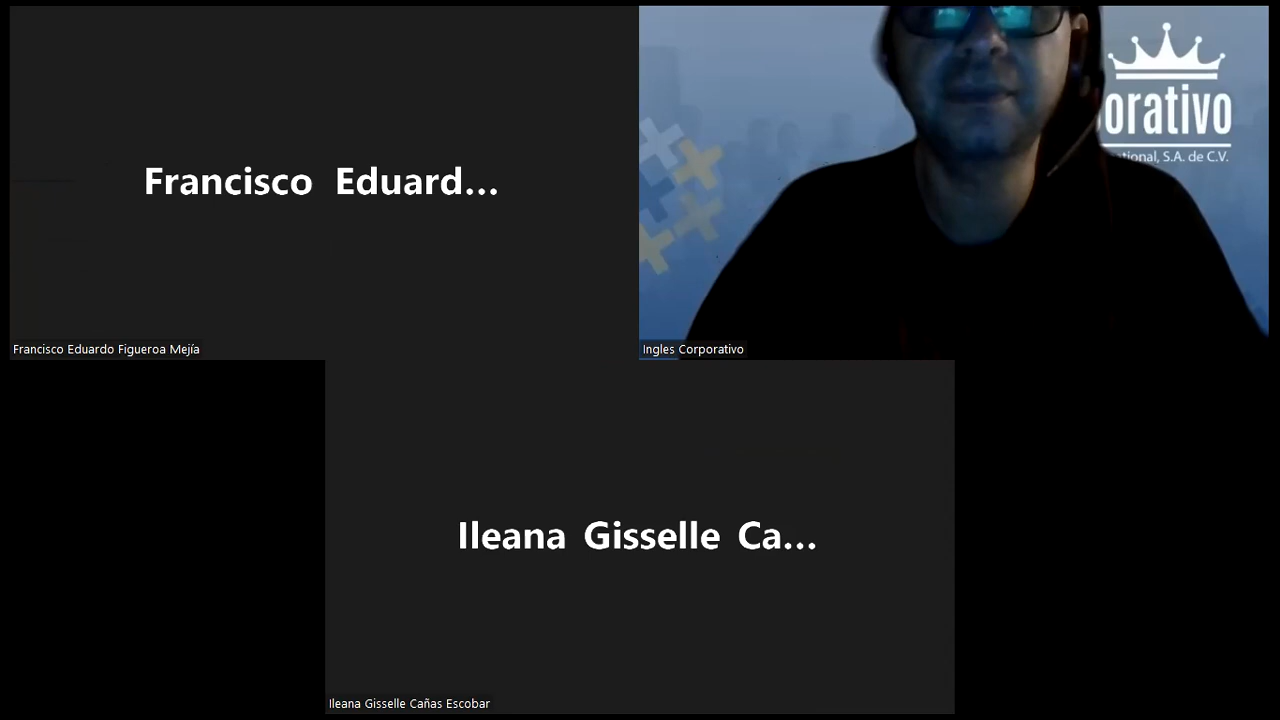 Francisco Eduard...
Francisco Eduardo Figueroa Mejía
orativo
ational, S.A. de C.V.
Ingles Corporativo
Ileana Gisselle Ca...
Ileana Gisselle Cañas Escobar